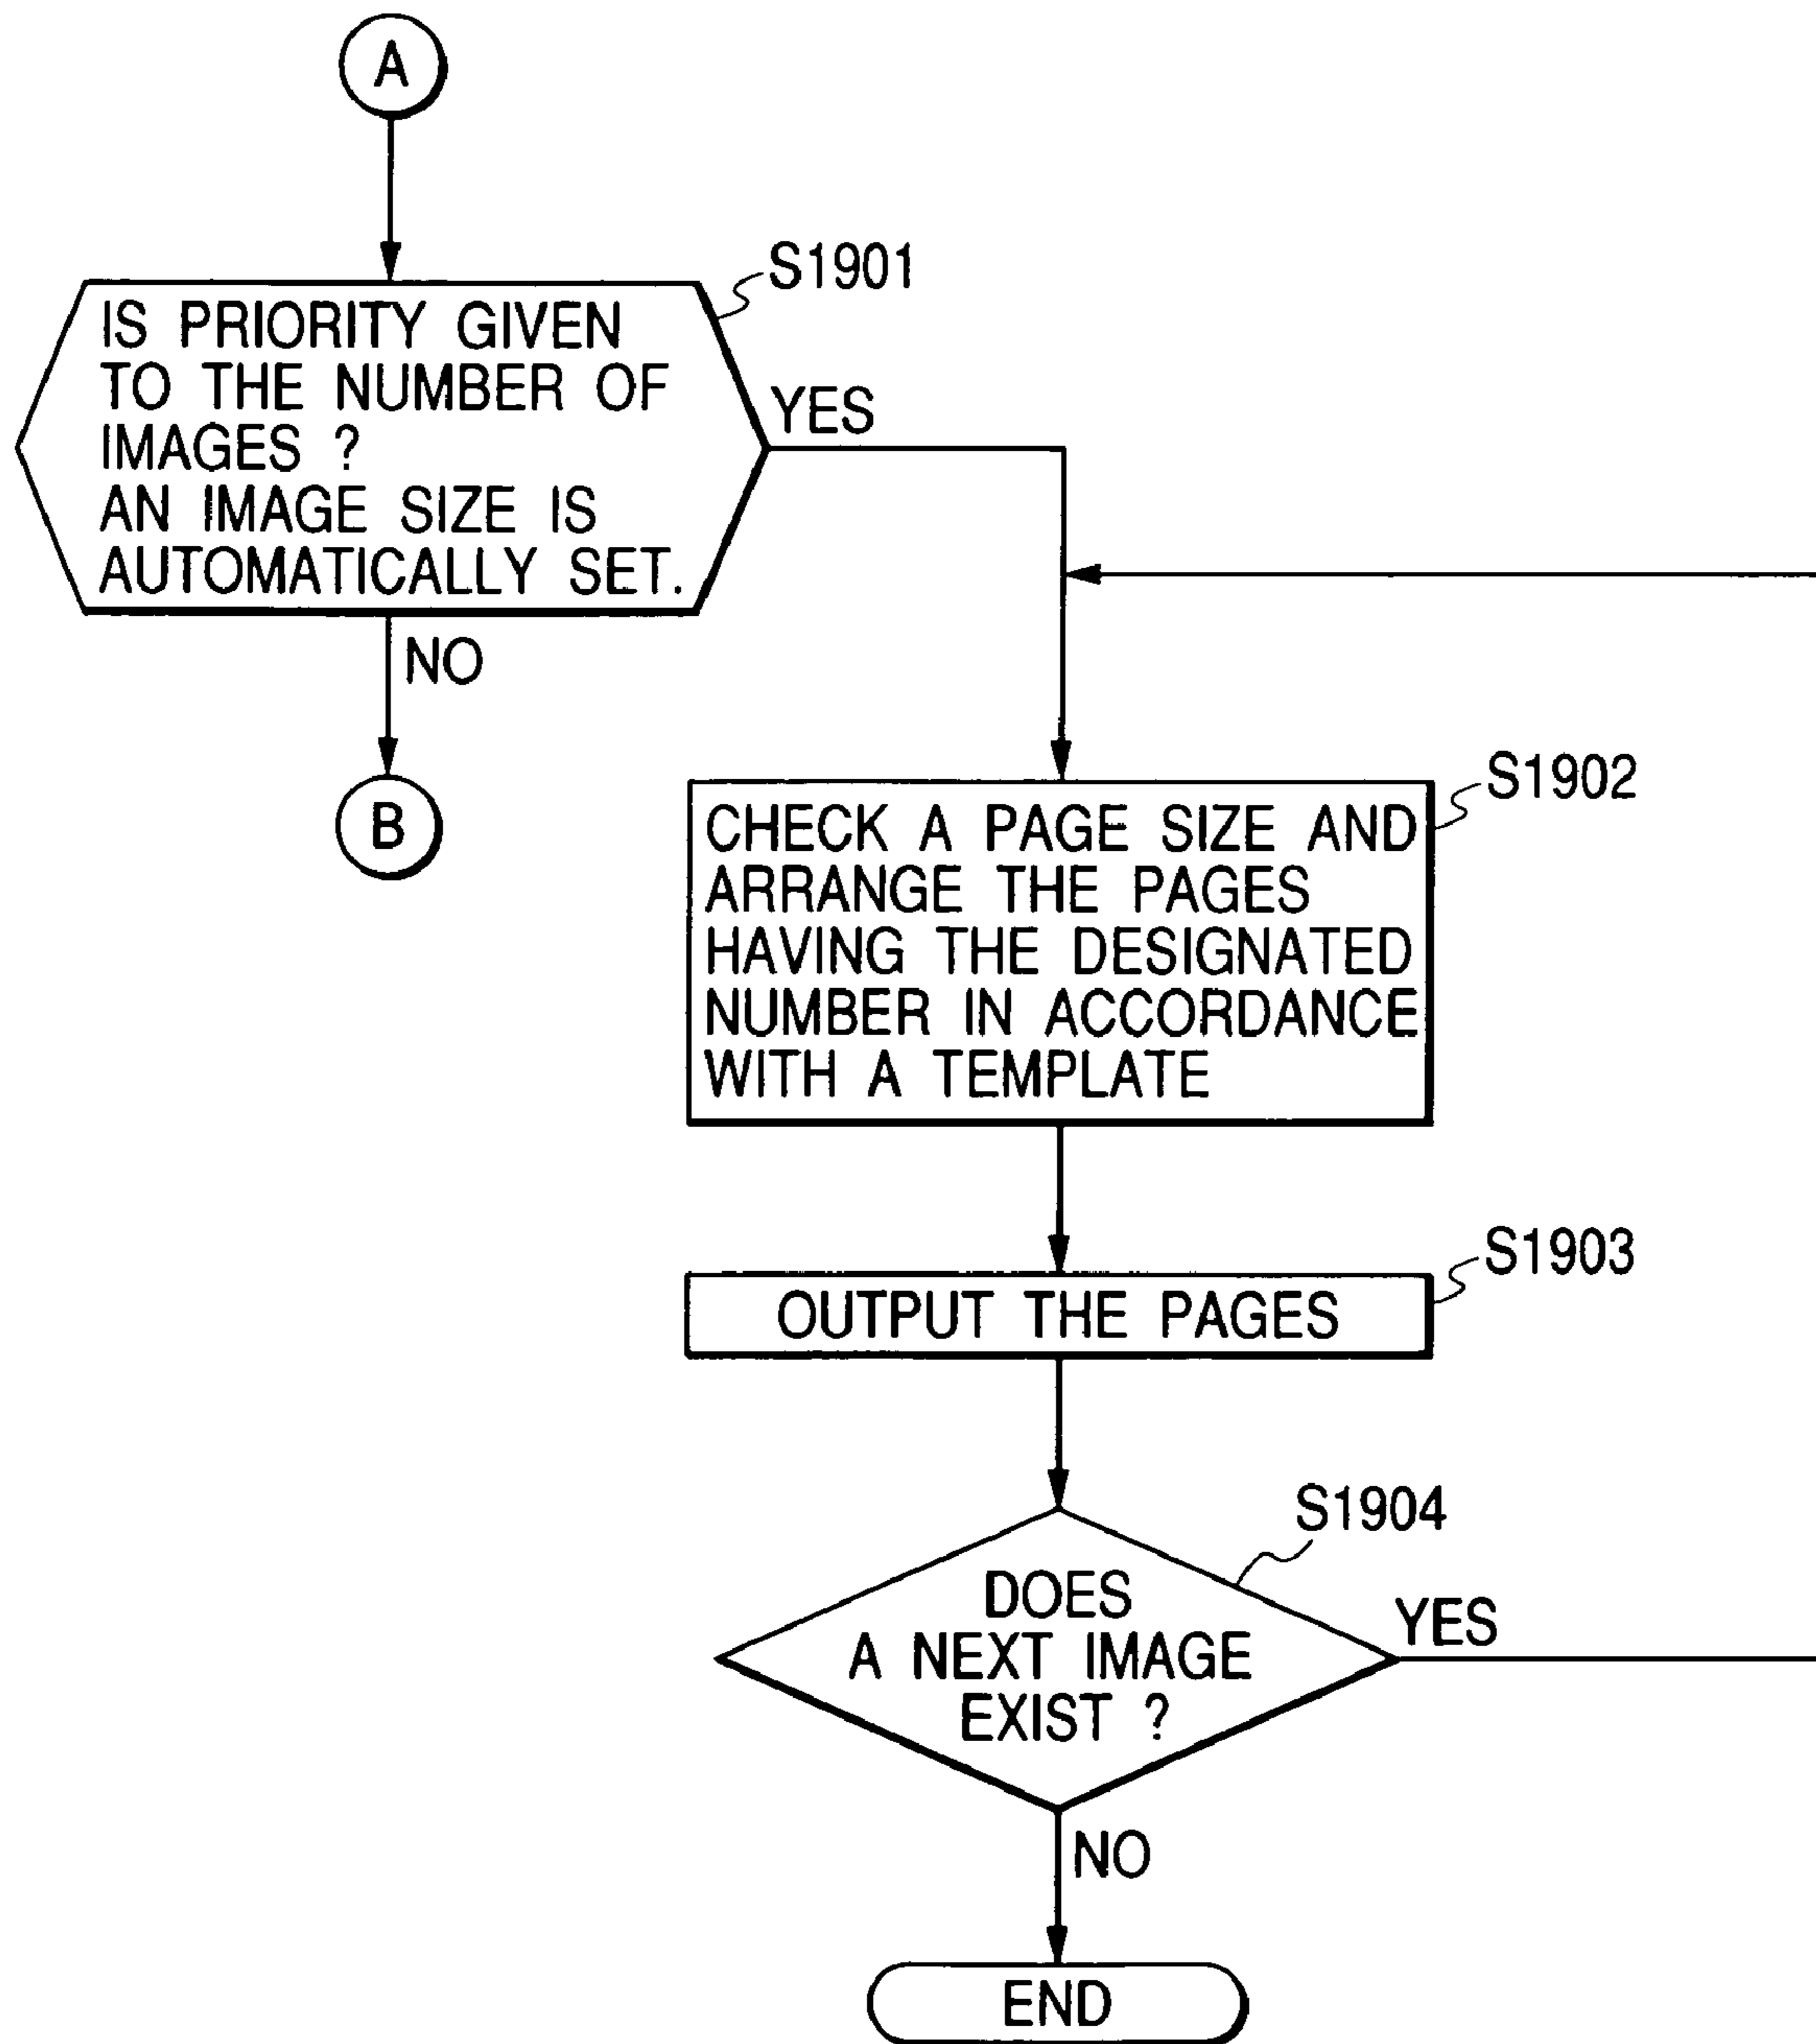 A
S1901
IS PRIORITY GIVEN
TO THE NUMBER OF
IMAGES ?
AN IMAGE SIZE IS
AUTOMATICALLY SET.
YES
NO
B
S1902
CHECK A PAGE SIZE AND
ARRANGE THE PAGES
HAVING THE DESIGNATED
NUMBER IN ACCORDANCE
WITH A TEMPLATE
S1903
OUTPUT THE PAGES
S1904
DOES
A NEXT IMAGE
EXIST ?
YES
NO
END